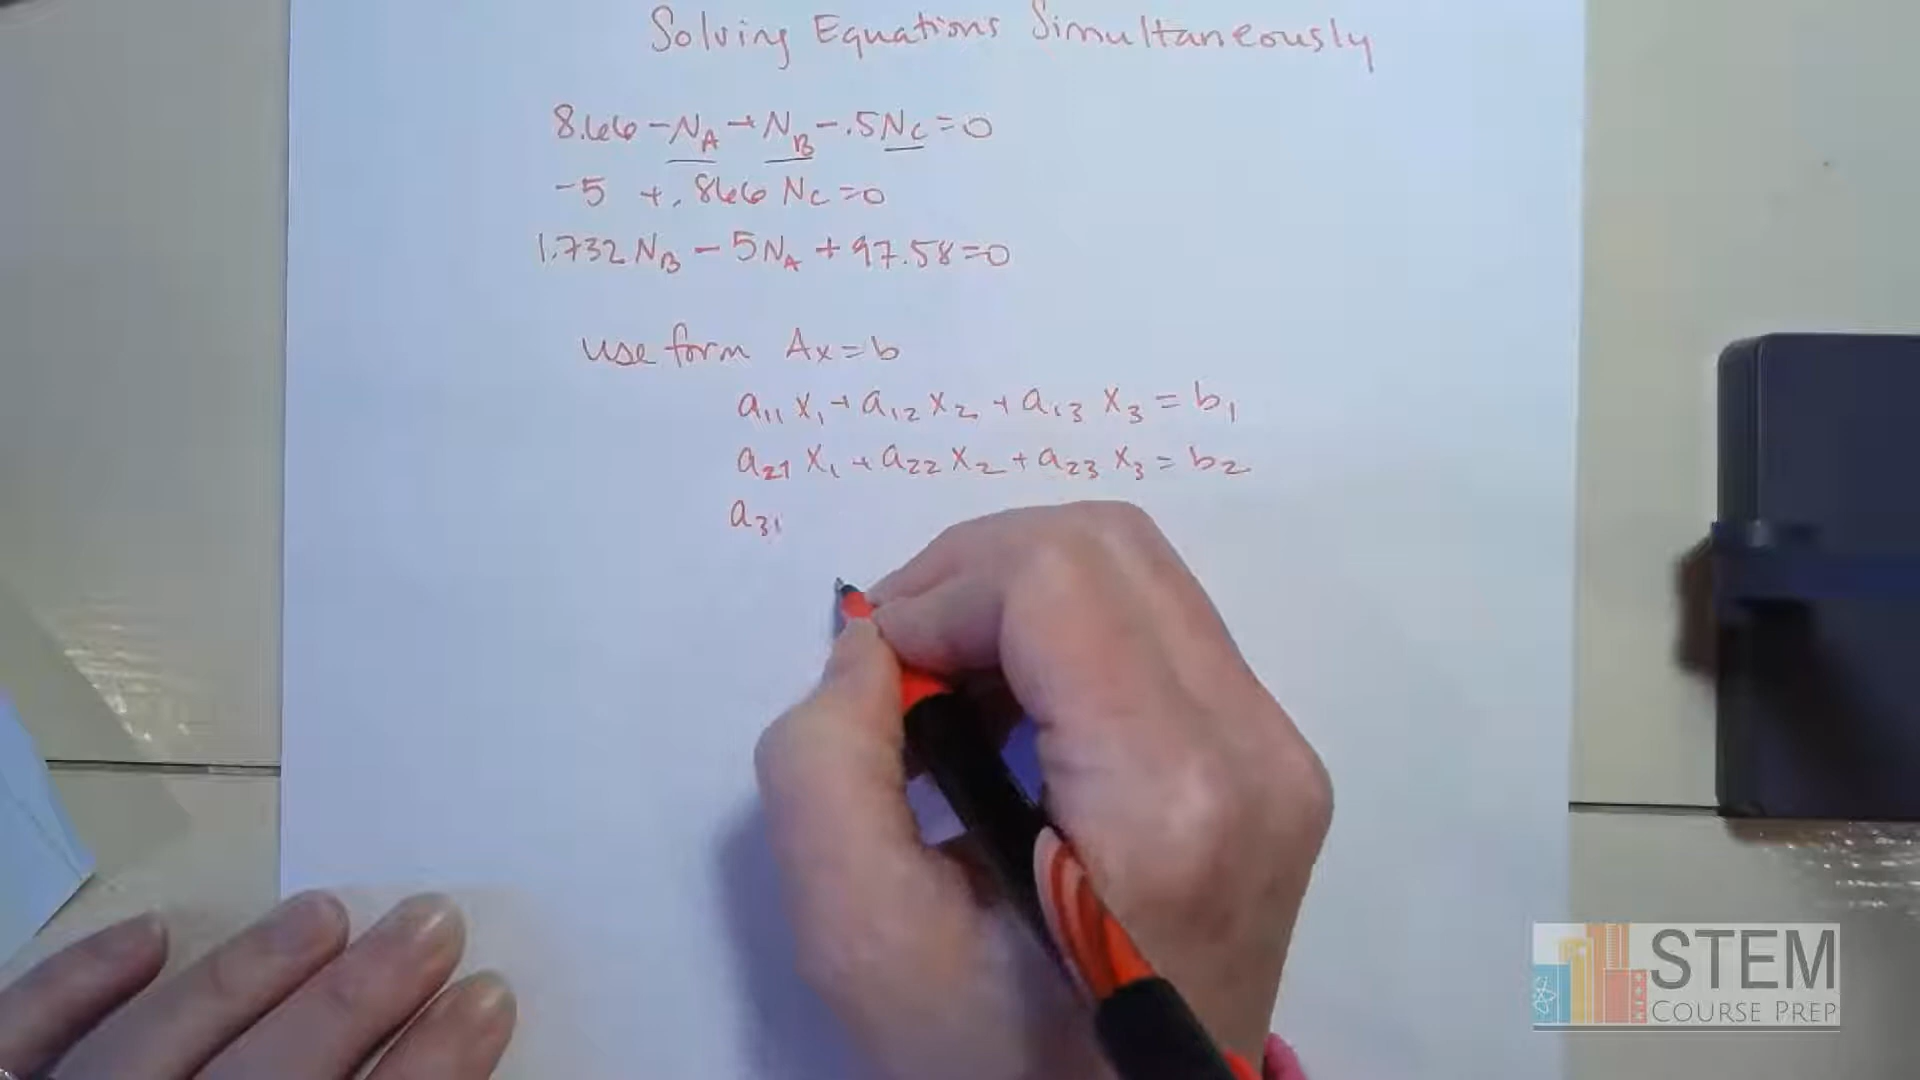 Solving Equations Simultaneously
8.66 - N_A + N_B - .5N_C = 0
-5 + .866 N_C = 0
1.732 N_B - 5N_A + 97.58 = 0
use form Ax = b
a₁₁ x₁ + a₁₂ x₂ + a₁₃ x₃ = b₁
a₂₁ x₁ + a₂₂ x₂ + a₂₃ x₃ = b₂
a₃₁
STEM
COURSE PREP